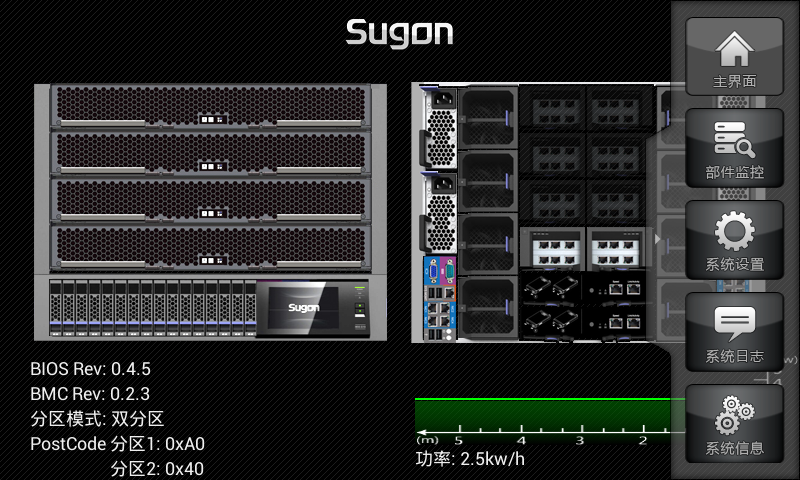 Sugon
主界面
部件监控
系统设置
系统日志
系统信息
Sugon
BIOS Rev: 0.4.5
BMC Rev: 0.2.3
分区模式: 双分区
PostCode 分区1: 0xA0
分区2: 0x40
(m) 5 4 3 2
功率: 2.5kw/h